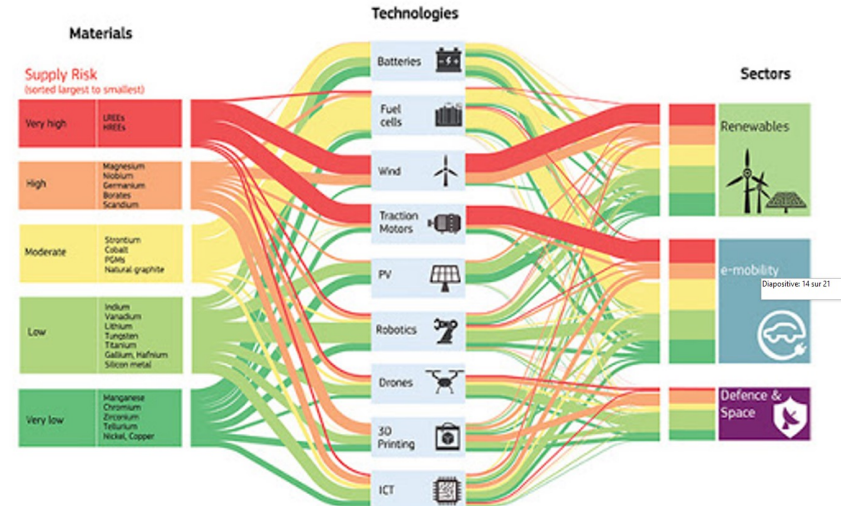 Technologies
Materials
Sectors
Supply Risk
(sorted largest to smallest)
Very high
LREEs
HREEs
High
Magnesium
Niobium
Germanium
Borates
Scandium
Moderate
Strontium
Cobalt
PGMs
Natural graphite
Low
Indium
Vanadium
Lithium
Tungsten
Titanium
Gallium, Hafnium
Silicon metal
Very low
Manganese
Chromium
Zirconium
Tellurium
Nickel, Copper
Batteries
Fuel
cells
Wind
Traction
Motors
PV
Robotics
Drones
3D
Printing
ICT
Renewables
e-mobility
Diapositive: 14 sur 21
Defence &
Space